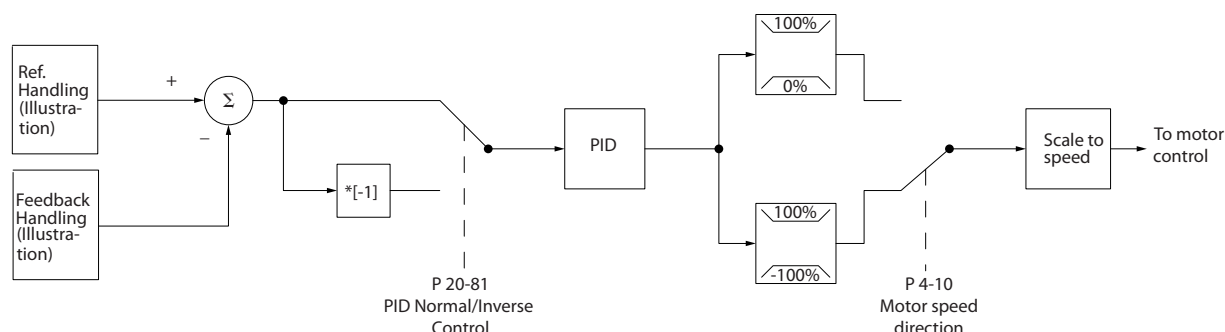 Ref.
Handling
(Illustra-
tion)
+
Σ
−
Feedback
Handling
(Illustra-
tion)
*[-1]
P 20-81
PID Normal/Inverse
Control
PID
100%
0%
100%
-100%
P 4-10
Motor speed
direction
Scale to
speed
To motor
control